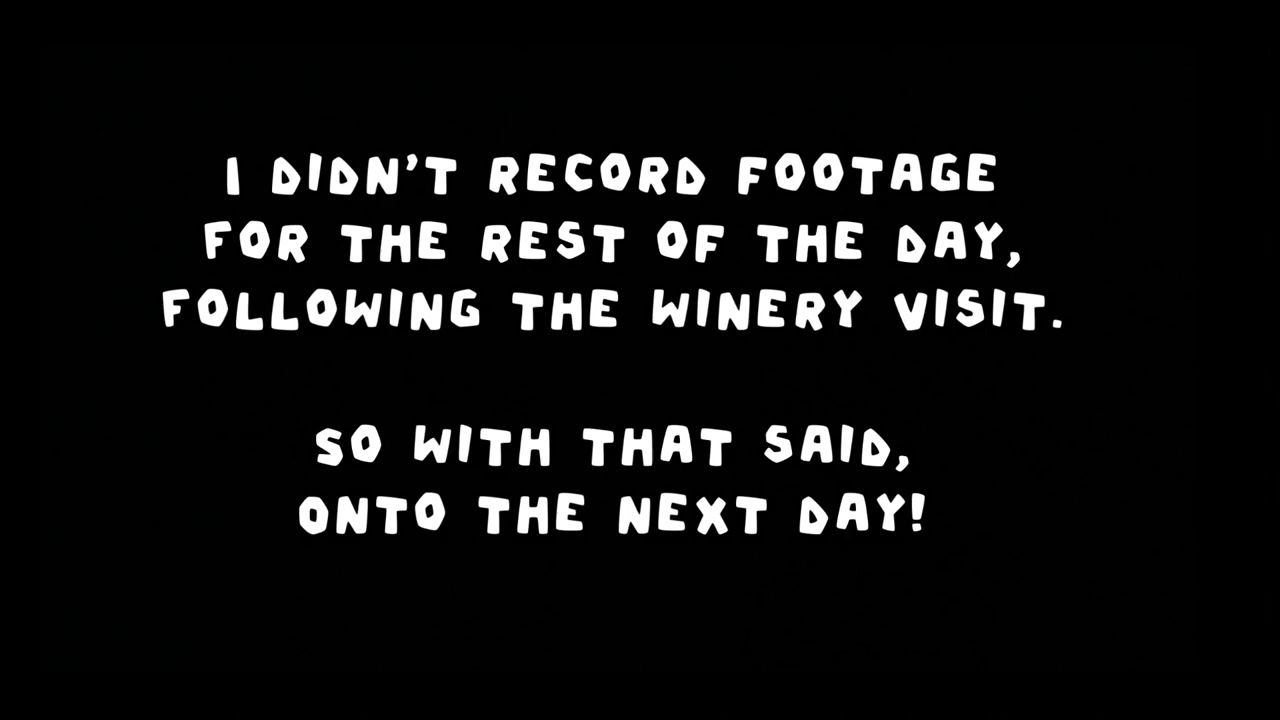 I DIDN'T RECORD FOOTAGE
FOR THE REST OF THE DAY,
FOLLOWING THE WINERY VISIT.
SO WITH THAT SAID,
ONTO THE NEXT DAY!